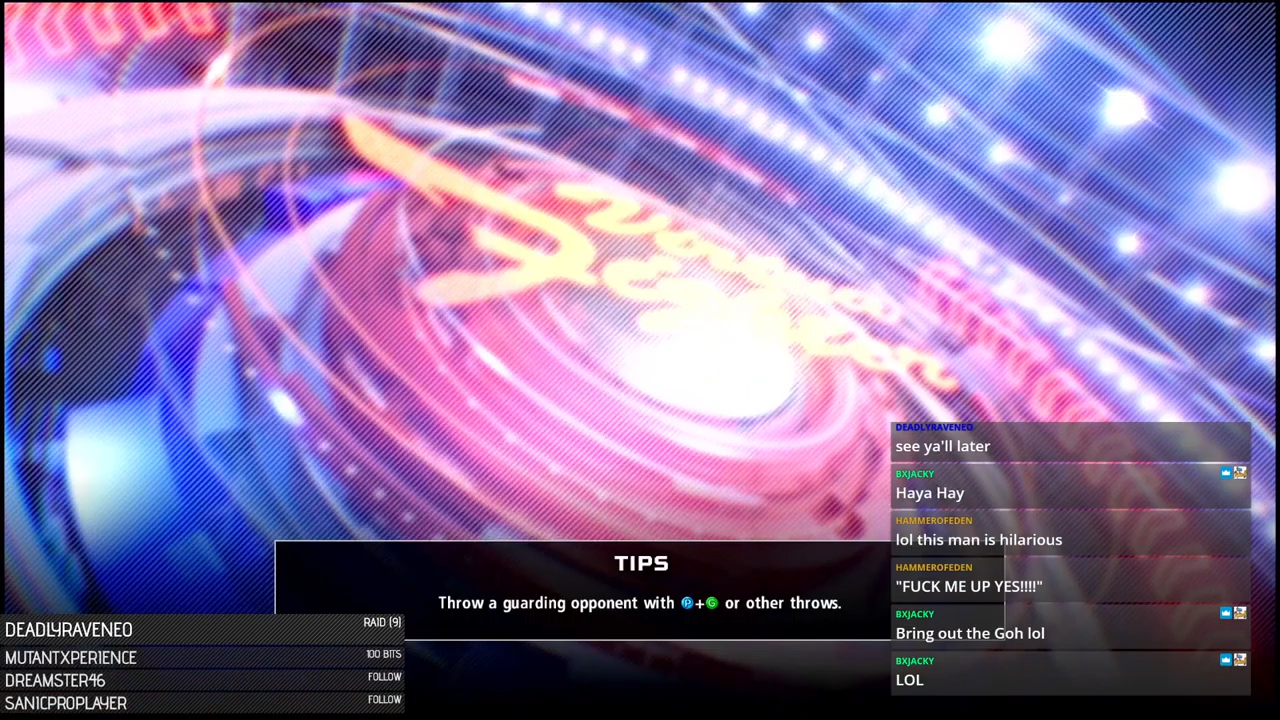 TIPS
Throw a guarding opponent with P+G or other throws.
DEADLYRAVENEO
see ya'll later
BXJACKY
Haya Hay
HAMMEROFEDEN
lol this man is hilarious
HAMMEROFEDEN
"FUCK ME UP YES!!!!"
BXJACKY
Bring out the Goh lol
BXJACKY
LOL
DEADLYRAVENEO RAID (9)
MUTANTXPERIENCE 100 BITS
DREAMSTER46 FOLLOW
SANICPROPLAYER FOLLOW